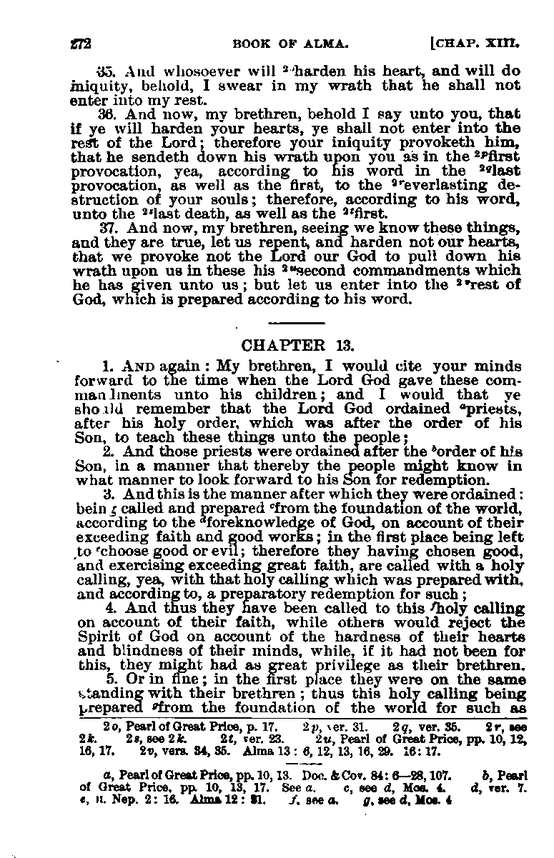 272 BOOK OF ALMA. [CHAP. XIII.
35. And whosoever will ²ᵒharden his heart, and will do
iniquity, behold, I swear in my wrath that he shall not
enter into my rest.
36. And now, my brethren, behold I say unto you, that
if ye will harden your hearts, ye shall not enter into the
rest of the Lord; therefore your iniquity provoketh him,
that he sendeth down his wrath upon you as in the ²ᵖfirst
provocation, yea, according to his word in the ²ᑫlast
provocation, as well as the first, to the ²ʳeverlasting de-
struction of your souls; therefore, according to his word,
unto the ²ˢlast death, as well as the ²ᵗfirst.
37. And now, my brethren, seeing we know these things,
and they are true, let us repent, and harden not our hearts,
that we provoke not the Lord our God to pull down his
wrath upon us in these his ²ᵘsecond commandments which
he has given unto us; but let us enter into the ²ᵛrest of
God, which is prepared according to his word.
CHAPTER 13.
1. AND again: My brethren, I would cite your minds
forward to the time when the Lord God gave these com-
mandments unto his children; and I would that ye
should remember that the Lord God ordained ᵃpriests,
after his holy order, which was after the order of his
Son, to teach these things unto the people;
2. And those priests were ordained after the ᵇorder of his
Son, in a manner that thereby the people might know in
what manner to look forward to his Son for redemption.
3. And this is the manner after which they were ordained:
being called and prepared ᶜfrom the foundation of the world,
according to the ᵈforeknowledge of God, on account of their
exceeding faith and good works; in the first place being left
to ᵉchoose good or evil; therefore they having chosen good,
and exercising exceeding great faith, are called with a holy
calling, yea, with that holy calling which was prepared with,
and according to, a preparatory redemption for such;
4. And thus they have been called to this ᶠholy calling
on account of their faith, while others would reject the
Spirit of God on account of the hardness of their hearts
and blindness of their minds, while, if it had not been for
this, they might had as great privilege as their brethren.
5. Or in fine; in the first place they were on the same
standing with their brethren; thus this holy calling being
prepared ᵍfrom the foundation of the world for such as
2o, Pearl of Great Price, p. 17. 2p, ver. 31. 2q, ver. 35. 2r, see
2k. 2s, see 2k. 2t, ver. 23. 2u, Pearl of Great Price, pp. 10, 12,
16, 17. 2v, vers. 34, 35. Alma 13: 6, 12, 13, 16, 29. 16: 17.
a, Pearl of Great Price, pp. 10, 13. Doc. & Cov. 84: 6—28, 107. b, Pearl
of Great Price, pp. 10, 13, 17. See a. c, see d, Mos. 4. d, ver. 7.
e, II. Nep. 2: 16. Alma 12: 31. f, see a. g, see d, Mos. 4